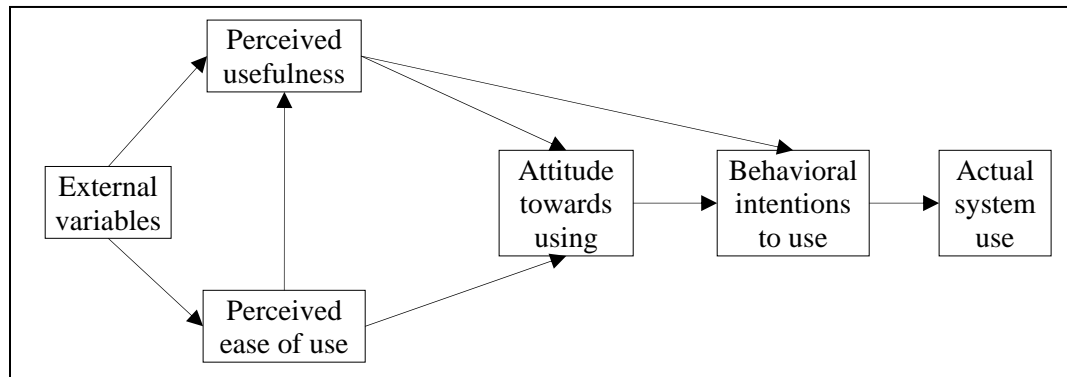 Perceived
usefulness
External
variables
Attitude
towards
using
Behavioral
intentions
to use
Actual
system
use
Perceived
ease of use